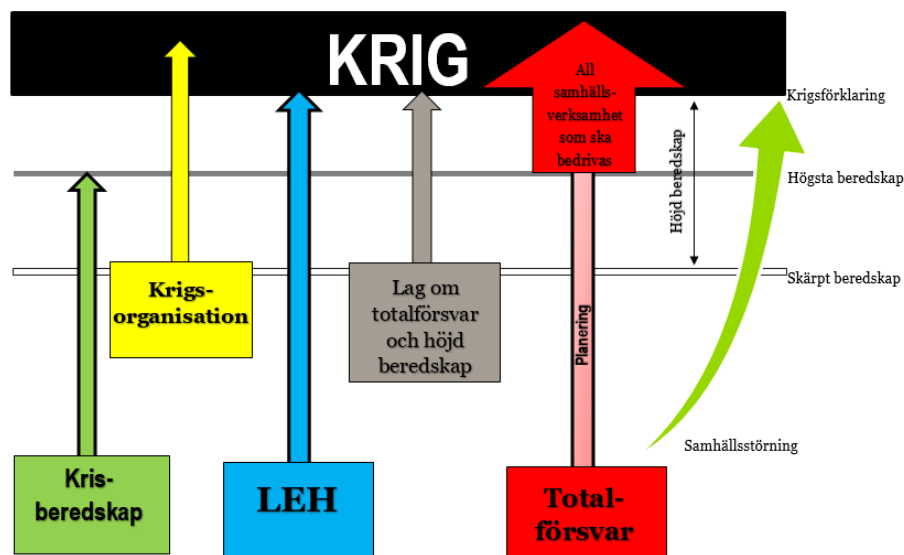 KRIG
All
samhälls-
verksamhet
som ska
bedrivas
Krigsförklaring
Höjd beredskap
Högsta beredskap
Skärpt beredskap
Krigs-
organisation
Lag om
totalförsvar
och höjd
beredskap
Planering
Samhällsstörning
Kris-
beredskap
LEH
Total-
försvar